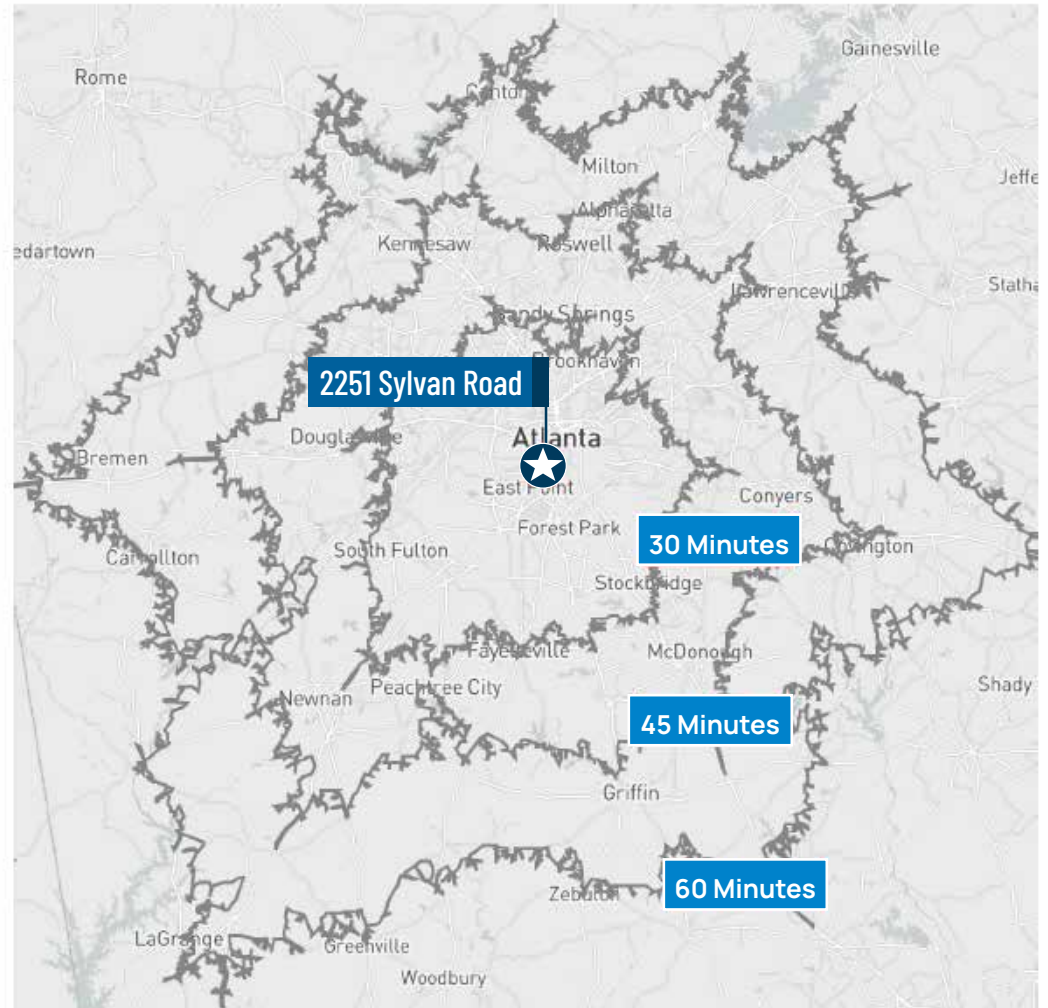 Gainesville
Rome
Canton
Milton
Jeffe
Alpharetta
Kennesaw
Roswell
edartown
Lawrenceville
Statha
Sandy Springs
Brookhaven
2251 Sylvan Road
Douglasville
Atlanta
Bremen
East Point
Conyers
Forest Park
30 Minutes
Covington
South Fulton
Carrollton
Stockbridge
Fayetteville
McDonough
Peachtree City
Shady
Newnan
45 Minutes
Griffin
60 Minutes
Zebulon
LaGrange
Greenville
Woodbury